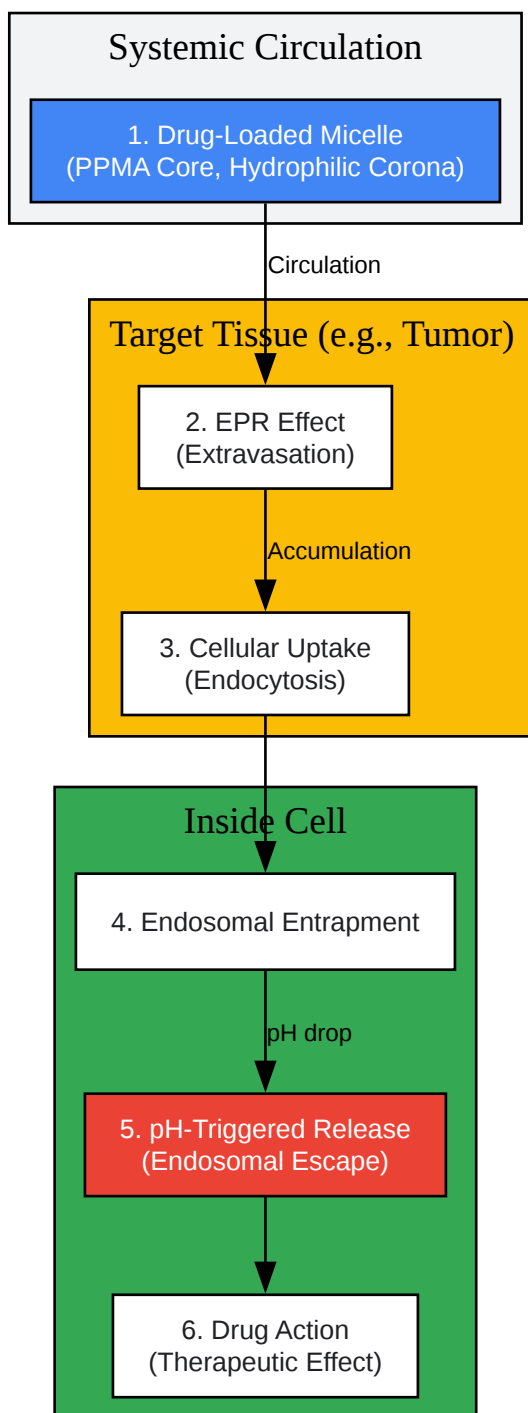 Systemic Circulation
1. Drug-Loaded Micelle
(PPMA Core, Hydrophilic Corona)
Circulation
Target Tissue (e.g., Tumor)
2. EPR Effect
(Extravasation)
Accumulation
3. Cellular Uptake
(Endocytosis)
Inside Cell
4. Endosomal Entrapment
pH drop
5. pH-Triggered Release
(Endosomal Escape)
6. Drug Action
(Therapeutic Effect)